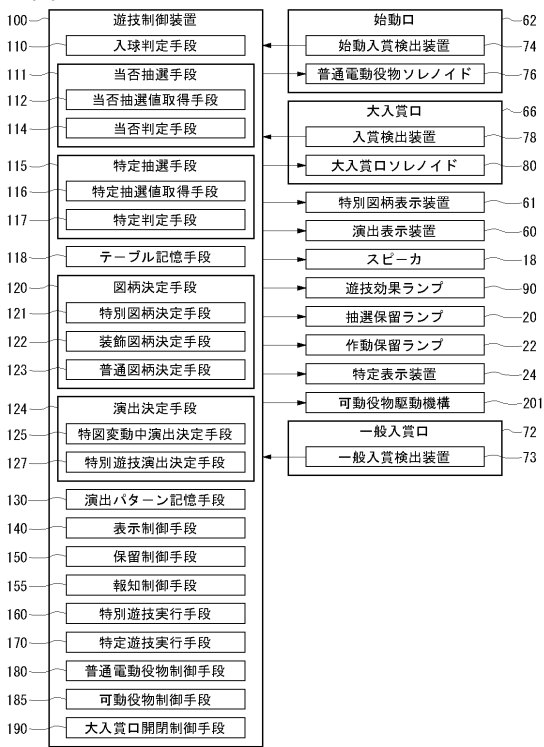 100 遊技制御装置
110 入球判定手段
111 当否抽選手段
112 当否抽選値取得手段
114 当否判定手段
115 特定抽選手段
116 特定抽選値取得手段
117 特定判定手段
118 テーブル記憶手段
120 図柄決定手段
121 特別図柄決定手段
122 装飾図柄決定手段
123 普通図柄決定手段
124 演出決定手段
125 特図変動中演出決定手段
127 特別遊技演出決定手段
130 演出パターン記憶手段
140 表示制御手段
150 保留制御手段
155 報知制御手段
160 特別遊技実行手段
170 特定遊技実行手段
180 普通電動役物制御手段
185 可動役物制御手段
190 大入賞口開閉制御手段
始動口 62
始動入賞検出装置 74
普通電動役物ソレノイド 76
大入賞口 66
入賞検出装置 78
大入賞口ソレノイド 80
特別図柄表示装置 61
演出表示装置 60
スピーカ 18
遊技効果ランプ 90
抽選保留ランプ 20
作動保留ランプ 22
特定表示装置 24
可動役物駆動機構 201
一般入賞口 72
一般入賞検出装置 73